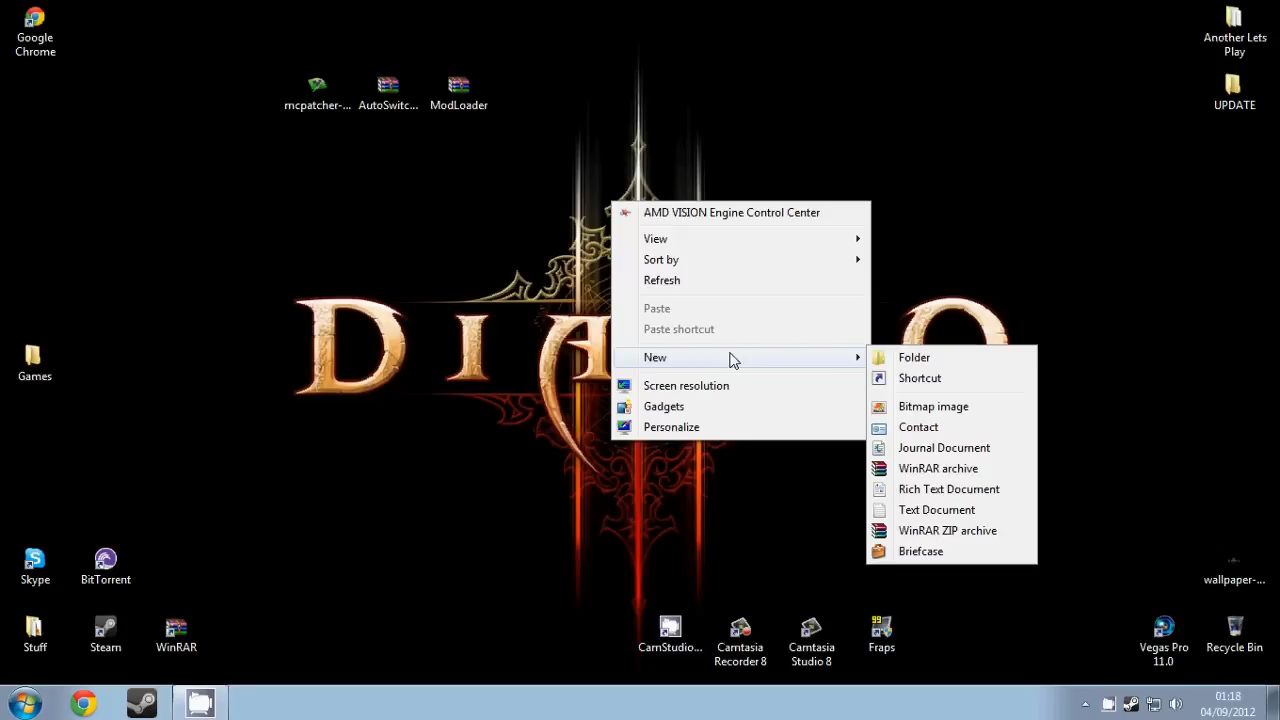 Google
Chrome
mcpatcher-...
AutoSwitc...
ModLoader
Another Lets
Play
UPDATE
AMD VISION Engine Control Center
View
Sort by
Refresh
Paste
Paste shortcut
New
Screen resolution
Gadgets
Personalize
Folder
Shortcut
Bitmap image
Contact
Journal Document
WinRAR archive
Rich Text Document
Text Document
WinRAR ZIP archive
Briefcase
Games
Skype
BitTorrent
wallpaper-...
Stuff
Steam
WinRAR
CamStudio...
Camtasia
Recorder 8
Camtasia
Studio 8
99
Fraps
Vegas Pro
11.0
Recycle Bin
01:18
04/09/2012